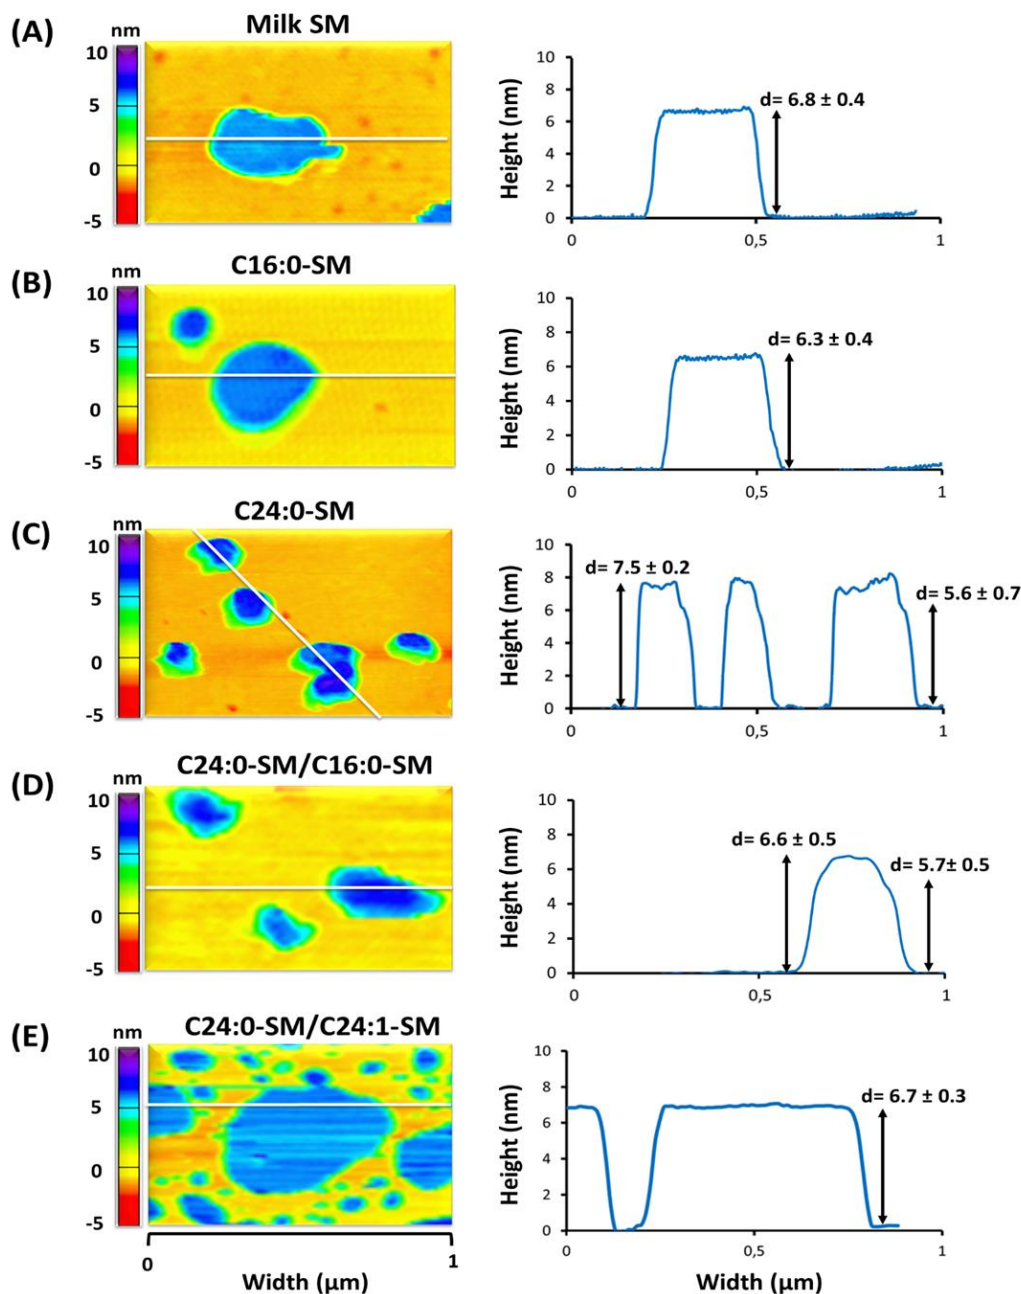 (A)
Milk SM
nm
10
5
0
-5
Height (nm)
10
8
6
4
2
0
d= 6.8 ± 0.4
0
0,5
1
(B)
C16:0-SM
nm
10
5
0
-5
Height (nm)
10
8
6
4
2
0
d= 6.3 ± 0.4
0
0,5
1
(C)
C24:0-SM
nm
10
5
0
-5
Height (nm)
10
8
6
4
2
0
d= 7.5 ± 0.2
d= 5.6 ± 0.7
0
0,5
1
(D)
C24:0-SM/C16:0-SM
nm
10
5
0
-5
Height (nm)
10
8
6
4
2
0
d= 6.6 ± 0.5
d= 5.7± 0.5
0
0,5
1
(E)
C24:0-SM/C24:1-SM
nm
10
5
0
-5
0
1
Width (µm)
Height (nm)
10
8
6
4
2
0
d= 6.7 ± 0.3
0
0,5
1
Width (µm)